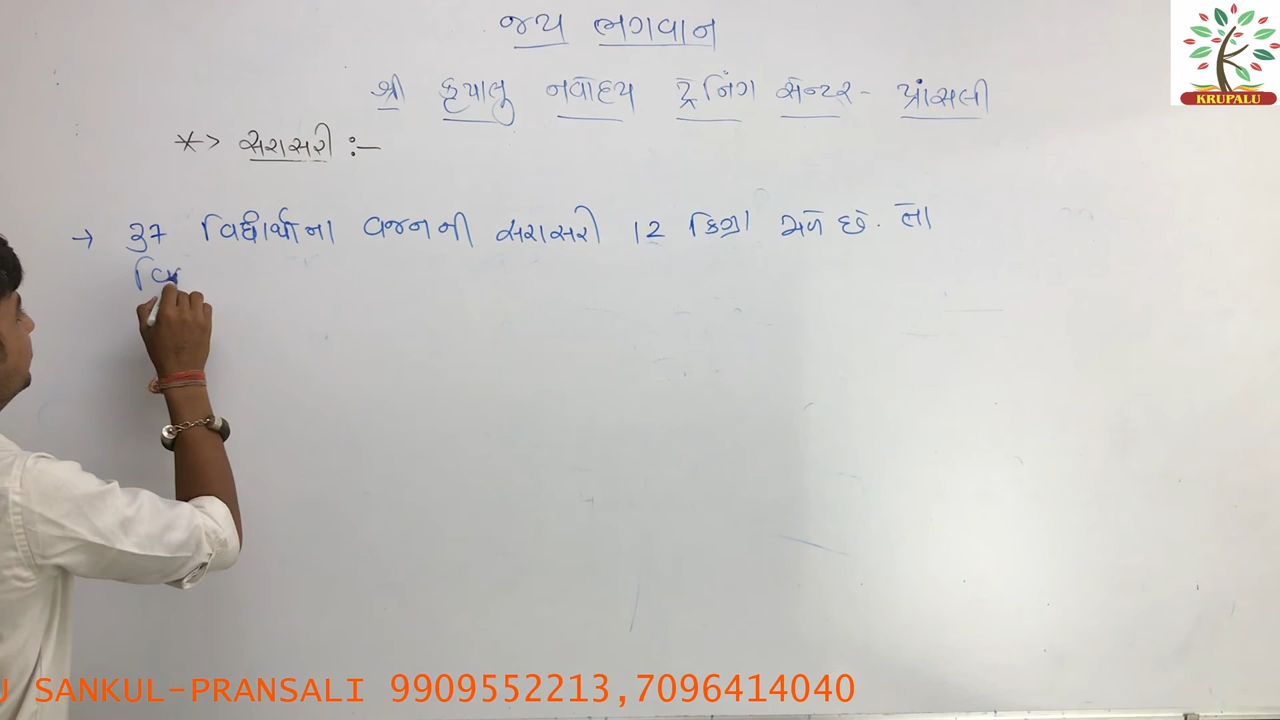 જય ભગવાન
KRUPALU
શ્રી કૃપાલુ નવોદય ટ્રેનિંગ સેન્ટર- પ્રાંસલી
*> સરાસરી :-
→ 37 વિદ્યાર્થીના વજનની સરાસરી 12 કિગ્રા મળે છે. તો
વિ
U SANKUL-PRANSALI 9909552213,7096414040